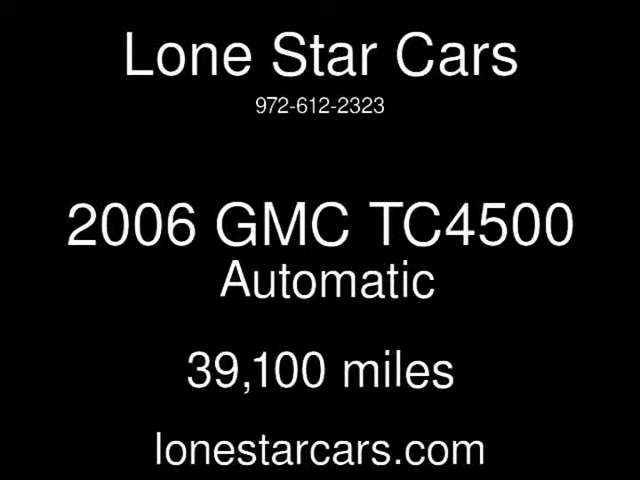 Lone Star Cars
972-612-2323
2006 GMC TC4500
Automatic
39,100 miles
lonestarcars.com